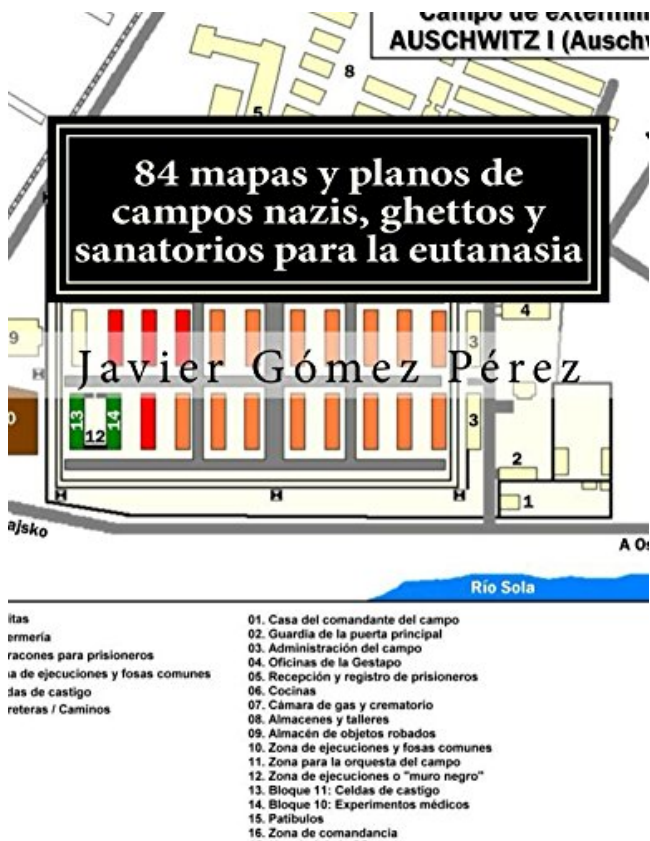 Campo de extermini
AUSCHWITZ I (Auschw
8
5
84 mapas y planos de
campos nazis, ghettos y
sanatorios para la eutanasia
4
9
3
Javier Gómez Pérez
H
0
13
14
12
3
2
1
H
H
H
ajsko
A Os
Río Sola
itas
ermería
racones para prisioneros
a de ejecuciones y fosas comunes
das de castigo
reteras / Caminos
01. Casa del comandante del campo
02. Guardia de la puerta principal
03. Administración del campo
04. Oficinas de la Gestapo
05. Recepción y registro de prisioneros
06. Cocinas
07. Cámara de gas y crematorio
08. Almacenes y talleres
09. Almacén de objetos robados
10. Zona de ejecuciones y fosas comunes
11. Zona para la orquesta del campo
12. Zona de ejecuciones o "muro negro"
13. Bloque 11: Celdas de castigo
14. Bloque 10: Experimentos médicos
15. Patíbulos
16. Zona de comandancia